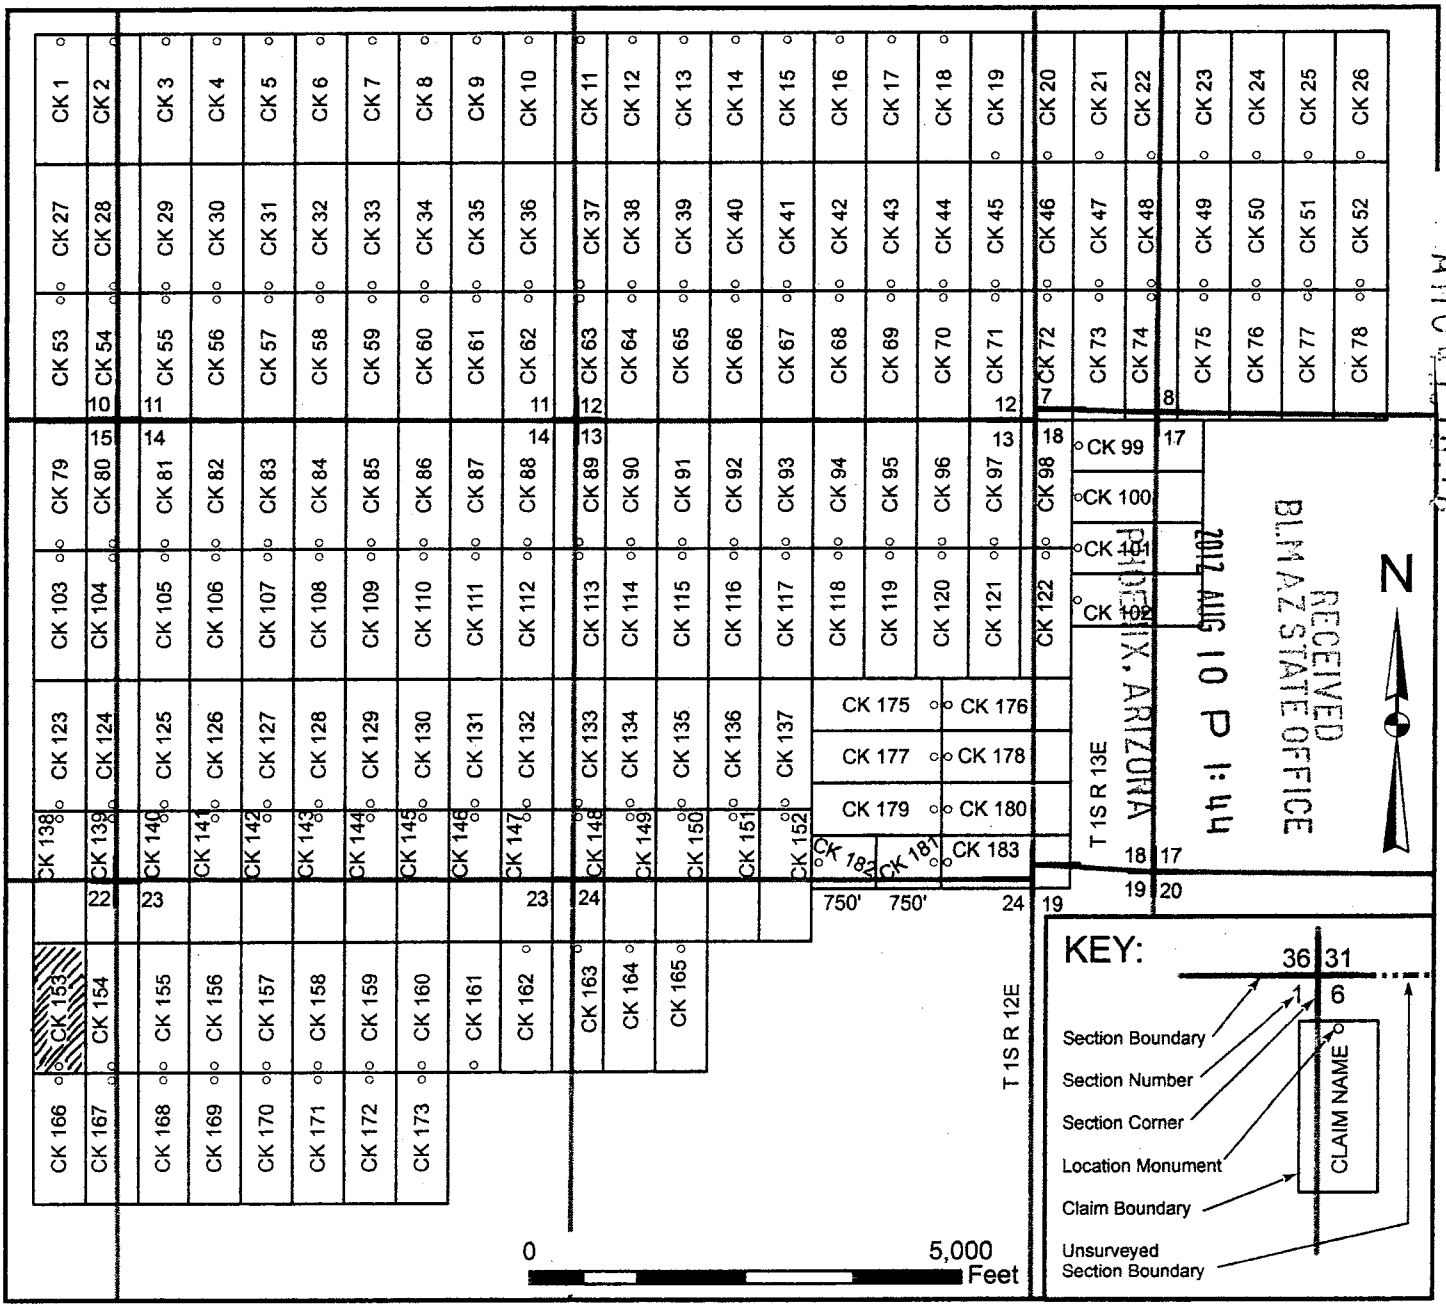 CK 1 CK 2 CK 3 CK 4 CK 5 CK 6 CK 7 CK 8 CK 9 CK 10 CK 11 CK 12 CK 13 CK 14 CK 15 CK 16 CK 17 CK 18 CK 19 CK 20 CK 21 CK 22 CK 23 CK 24 CK 25 CK 26
CK 27 CK 28 CK 29 CK 30 CK 31 CK 32 CK 33 CK 34 CK 35 CK 36 CK 37 CK 38 CK 39 CK 40 CK 41 CK 42 CK 43 CK 44 CK 45 CK 46 CK 47 CK 48 CK 49 CK 50 CK 51 CK 52
CK 53 CK 54 CK 55 CK 56 CK 57 CK 58 CK 59 CK 60 CK 61 CK 62 CK 63 CK 64 CK 65 CK 66 CK 67 CK 68 CK 69 CK 70 CK 71 CK 72 CK 73 CK 74 CK 75 CK 76 CK 77 CK 78
10 11 11 12 12 7 8
15 14 14 13 13 18 17
CK 79 CK 80 CK 81 CK 82 CK 83 CK 84 CK 85 CK 86 CK 87 CK 88 CK 89 CK 90 CK 91 CK 92 CK 93 CK 94 CK 95 CK 96 CK 97 CK 98
CK 99
CK 100
CK 101
CK 102
CK 103 CK 104 CK 105 CK 106 CK 107 CK 108 CK 109 CK 110 CK 111 CK 112 CK 113 CK 114 CK 115 CK 116 CK 117 CK 118 CK 119 CK 120 CK 121 CK 122
RECEIVED
BLM AZ STATE OFFICE
2012 AUG 10 P 1:44
PHOENIX, ARIZONA
N
CK 123 CK 124 CK 125 CK 126 CK 127 CK 128 CK 129 CK 130 CK 131 CK 132 CK 133 CK 134 CK 135 CK 136 CK 137
CK 175 CK 176
CK 177 CK 178
CK 179 CK 180
CK 182 CK 181 CK 183
T 1S R 13E
CK 138 CK 139 CK 140 CK 141 CK 142 CK 143 CK 144 CK 145 CK 146 CK 147 CK 148 CK 149 CK 150 CK 151 CK 152
18 17
22 23 23 24 750' 750' 24 19 19 20
CK 153 CK 154 CK 155 CK 156 CK 157 CK 158 CK 159 CK 160 CK 161 CK 162 CK 163 CK 164 CK 165
T 1S R 12E
CK 166 CK 167 CK 168 CK 169 CK 170 CK 171 CK 172 CK 173
0 5,000
Feet
KEY:
36 31
1 6
Section Boundary
Section Number
Section Corner
Location Monument
Claim Boundary
Unsurveyed
Section Boundary
CLAIM NAME